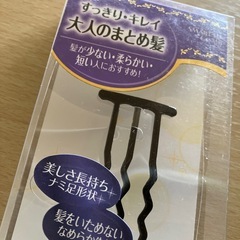 すっきり・キレイ
大人のまとめ髪
髪が少ない・柔らかい・
短い人におすすめ!
美しさ長持ち
ナミ足形状
髪をいためない
なめらか